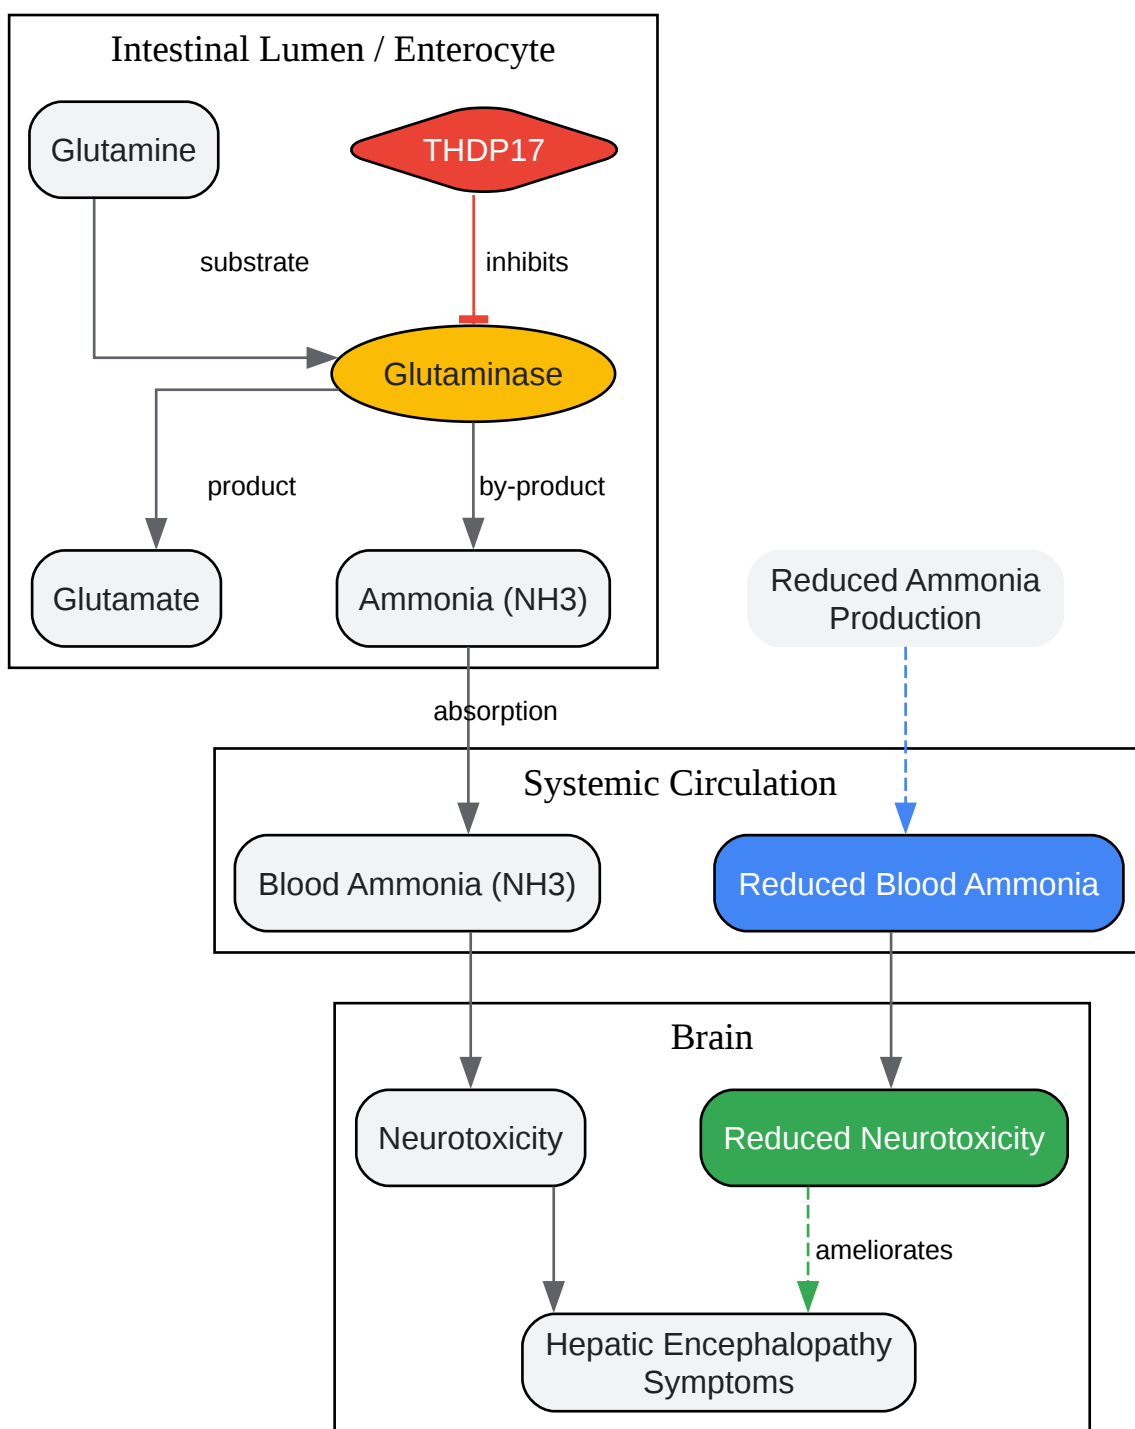 Intestinal Lumen / Enterocyte
Glutamine
THDP17
substrate
inhibits
Glutaminase
product
by-product
Glutamate
Ammonia (NH3)
Reduced Ammonia
Production
absorption
Systemic Circulation
Blood Ammonia (NH3)
Reduced Blood Ammonia
Brain
Neurotoxicity
Reduced Neurotoxicity
ameliorates
Hepatic Encephalopathy
Symptoms